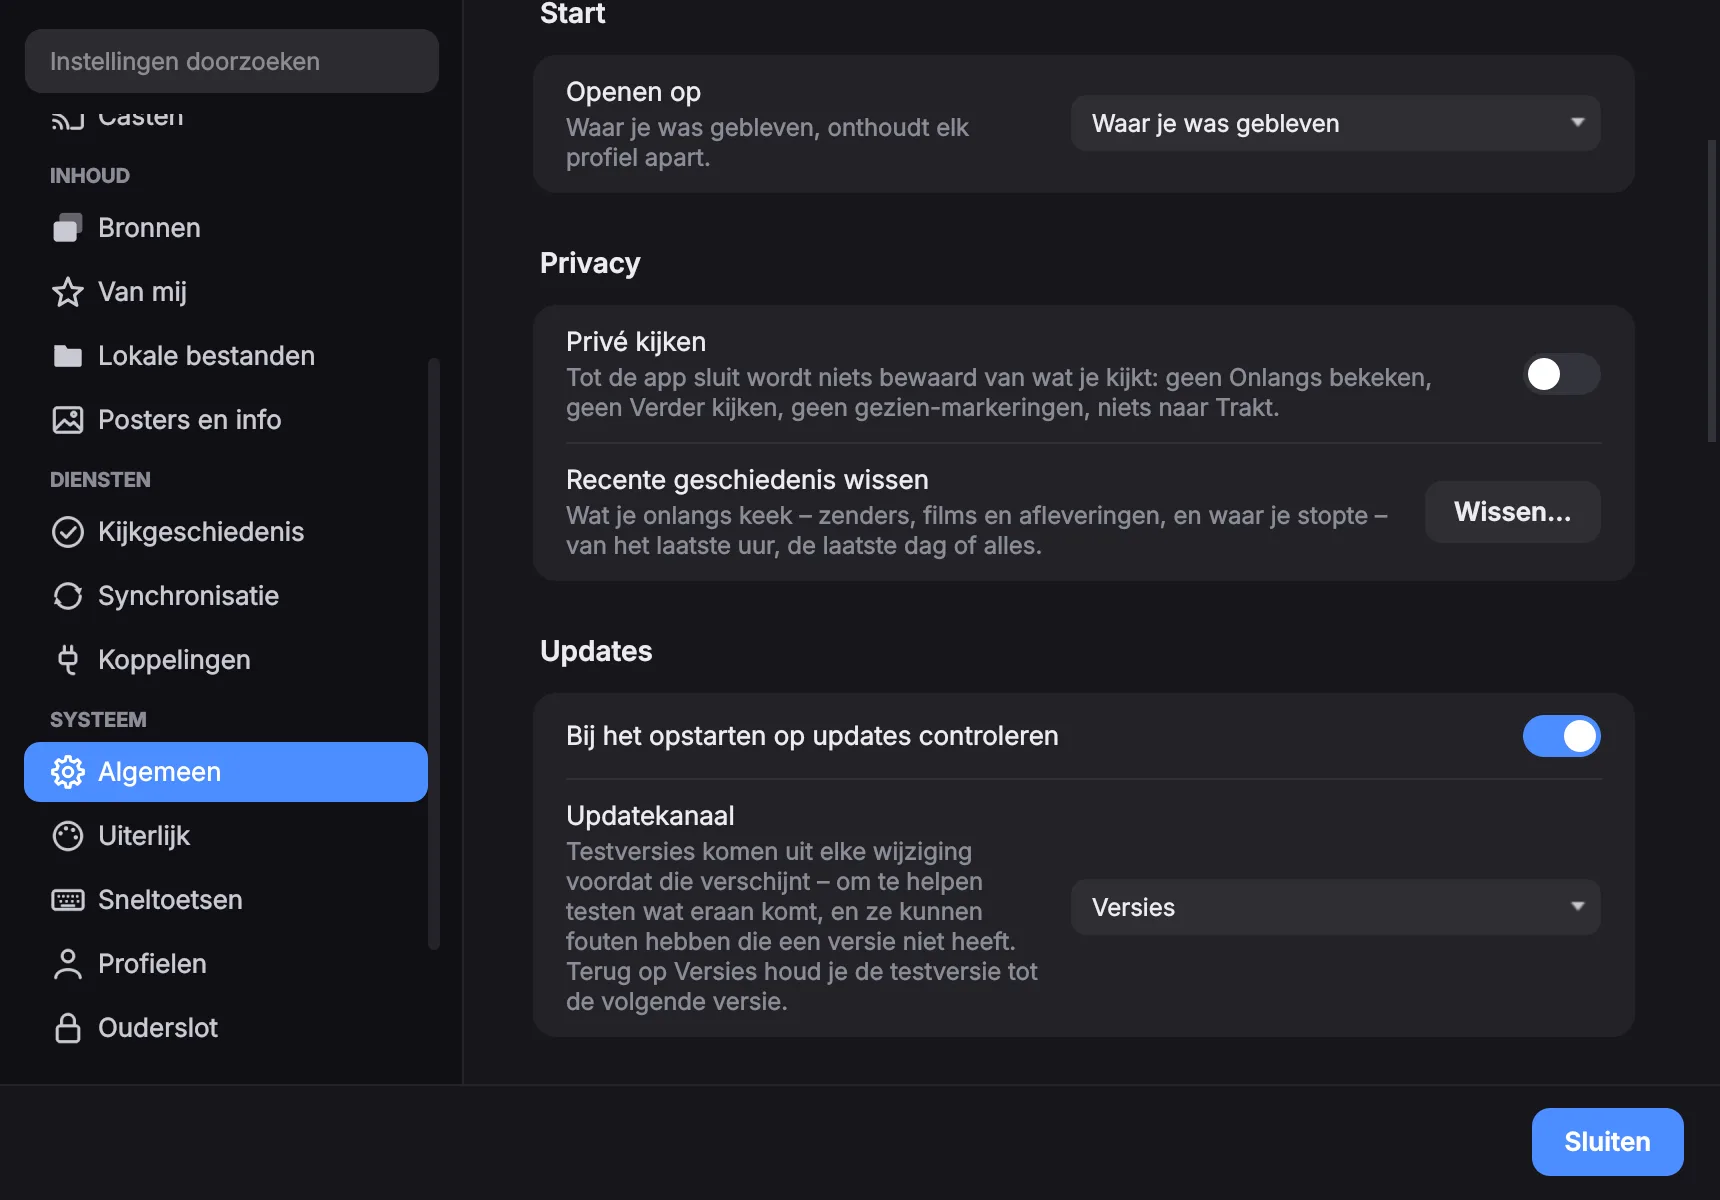 Instellingen doorzoeken
Casten
INHOUD
Bronnen
Van mij
Lokale bestanden
Posters en info
DIENSTEN
Kijkgeschiedenis
Synchronisatie
Koppelingen
SYSTEEM
Algemeen
Uiterlijk
Sneltoetsen
Profielen
Ouderslot
Start
Openen op
Waar je was gebleven, onthoudt elk
profiel apart.
Waar je was gebleven
Privacy
Privé kijken
Tot de app sluit wordt niets bewaard van wat je kijkt: geen Onlangs bekeken,
geen Verder kijken, geen gezien-markeringen, niets naar Trakt.
Recente geschiedenis wissen
Wat je onlangs keek – zenders, films en afleveringen, en waar je stopte –
van het laatste uur, de laatste dag of alles.
Wissen...
Updates
Bij het opstarten op updates controleren
Updatekanaal
Testversies komen uit elke wijziging
voordat die verschijnt – om te helpen
testen wat eraan komt, en ze kunnen
fouten hebben die een versie niet heeft.
Terug op Versies houd je de testversie tot
de volgende versie.
Versies
Sluiten